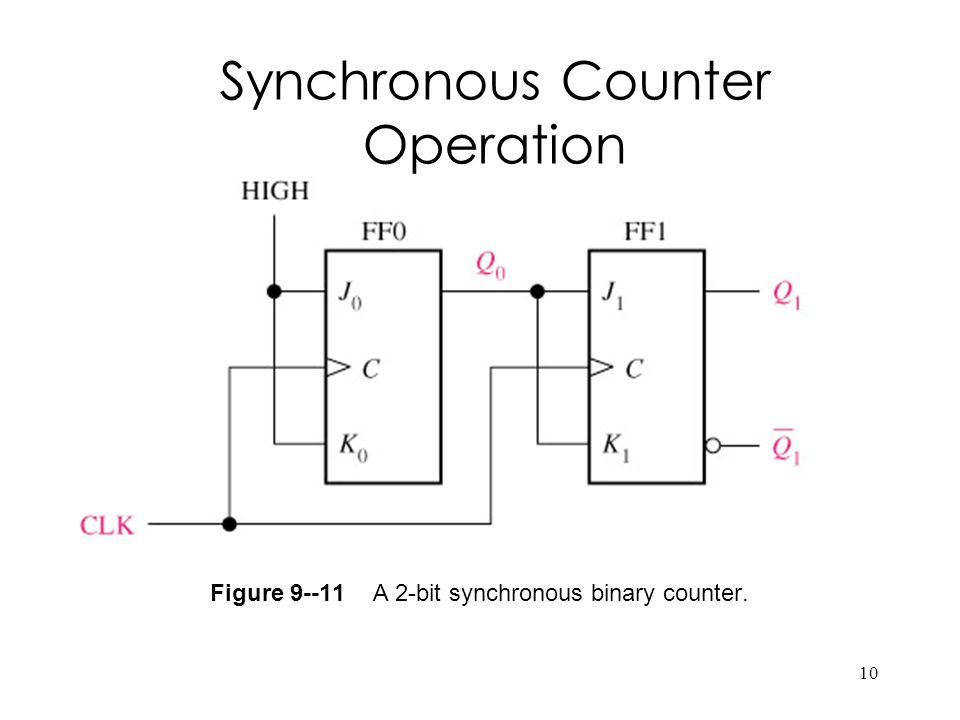 Synchronous Counter
Operation
HIGH
FF0
FF1
Q₀
J₀
J₁
Q₁
C
C
K₀
K₁
Q̅₁
CLK
Figure 9--11 A 2-bit synchronous binary counter.
10